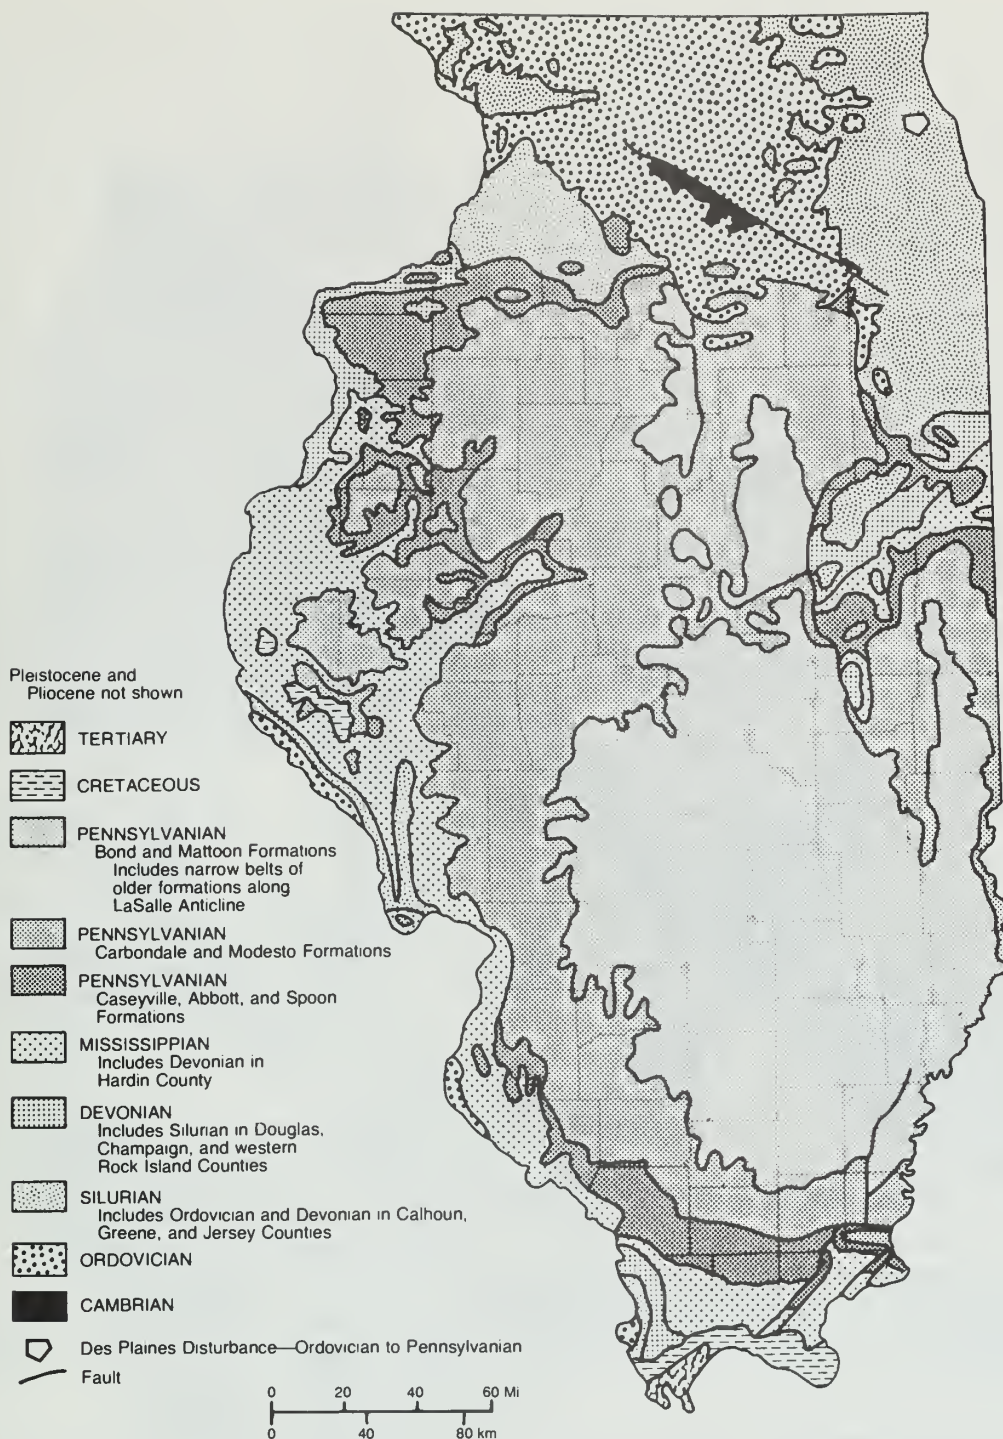 Pleistocene and
Pliocene not shown
TERTIARY
CRETACEOUS
PENNSYLVANIAN
Bond and Mattoon Formations
Includes narrow belts of
older formations along
LaSalle Anticline
PENNSYLVANIAN
Carbondale and Modesto Formations
PENNSYLVANIAN
Caseyville, Abbott, and Spoon
Formations
MISSISSIPPIAN
Includes Devonian in
Hardin County
DEVONIAN
Includes Silurian in Douglas,
Champaign, and western
Rock Island Counties
SILURIAN
Includes Ordovician and Devonian in Calhoun,
Greene, and Jersey Counties
ORDOVICIAN
CAMBRIAN
Des Plaines Disturbance—Ordovician to Pennsylvanian
Fault
0 20 40 60 Mi
0 40 80 km